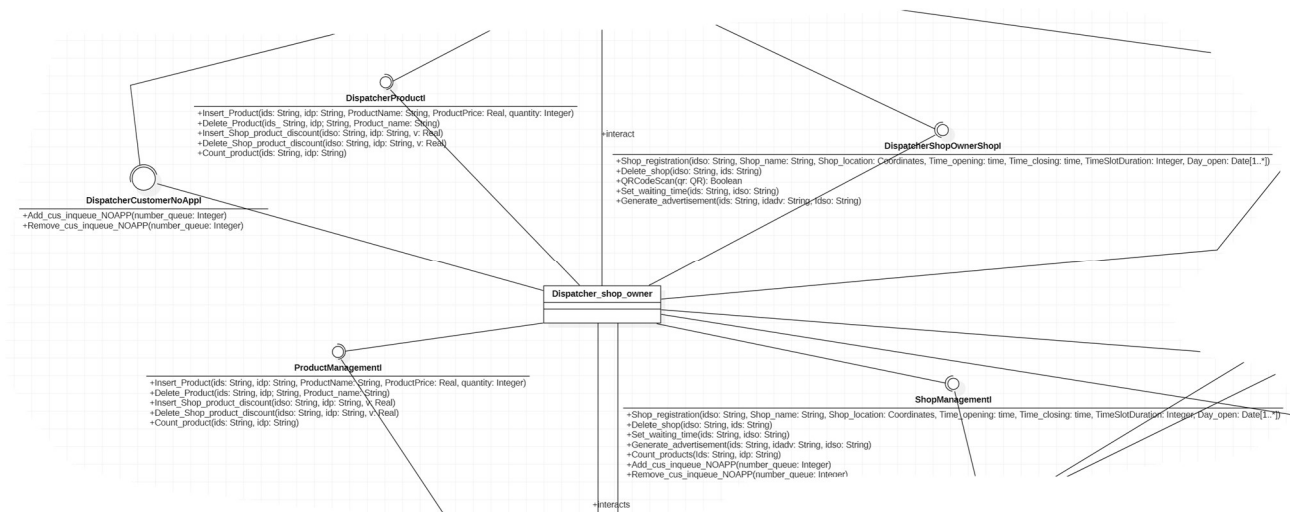 DispatcherProductI
+Insert_Product(ids: String, idp: String, ProductName: String, ProductPrice: Real, quantity: Integer)
+Delete_Product(ids_ String, idp; String, Product_name: String)
+Insert_Shop_product_discount(idso: String, idp: String, v: Real)
+Delete_Shop_product_discount(idso: String, idp: String, v: Real)
+Count_product(ids: String, idp: String)
+interact
DispatcherShopOwnerShopI
+Shop_registration(idso: String, Shop_name: String, Shop_location: Coordinates, Time_opening: time, Time_closing: time, TimeSlotDuration: Integer, Day_open: Date[1..*])
+Delete_shop(idso: String, ids: String)
+QRCodeScan(qr: QR): Boolean
+Set_waiting_time(ids: String, idso: String)
+Generate_advertisement(ids: String, idadv: String, idso: String)
DispatcherCustomerNoAppI
+Add_cus_inqueue_NOAPP(number_queue: Integer)
+Remove_cus_inqueue_NOAPP(number_queue: Integer)
Dispatcher_shop_owner
ProductManagementI
+Insert_Product(ids: String, idp: String, ProductName: String, ProductPrice: Real, quantity: Integer)
+Delete_Product(ids: String, idp; String, Product_name: String)
+Insert_Shop_product_discount(idso: String, idp: String, v: Real)
+Delete_Shop_product_discount(idso: String, idp: String, v: Real)
+Count_product(ids: String, idp: String)
ShopManagementI
+Shop_registration(idso: String, Shop_name: String, Shop_location: Coordinates, Time_opening: time, Time_closing: time, TimeSlotDuration: Integer, Day_open: Date[1..*])
+Delete_shop(idso: String, ids: String)
+Set_waiting_time(ids: String, idso: String)
+Generate_advertisement(ids: String, idadv: String, idso: String)
+Count_products(Ids: String, idp: String)
+Add_cus_inqueue_NOAPP(number_queue: Integer)
+Remove_cus_inqueue_NOAPP(number_queue: Integer)
+interacts